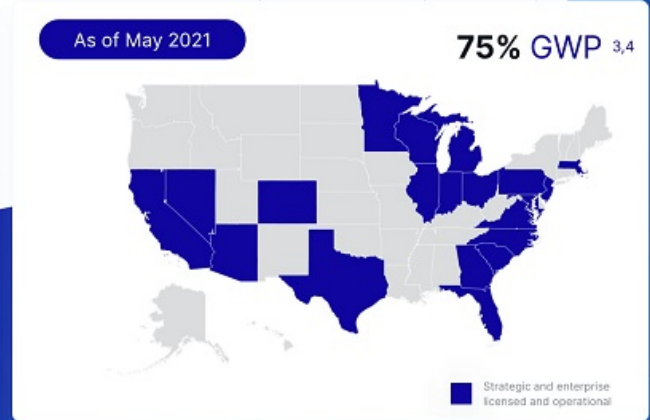 As of May 2021
75% GWP 3,4
Strategic and enterprise
licensed and operational